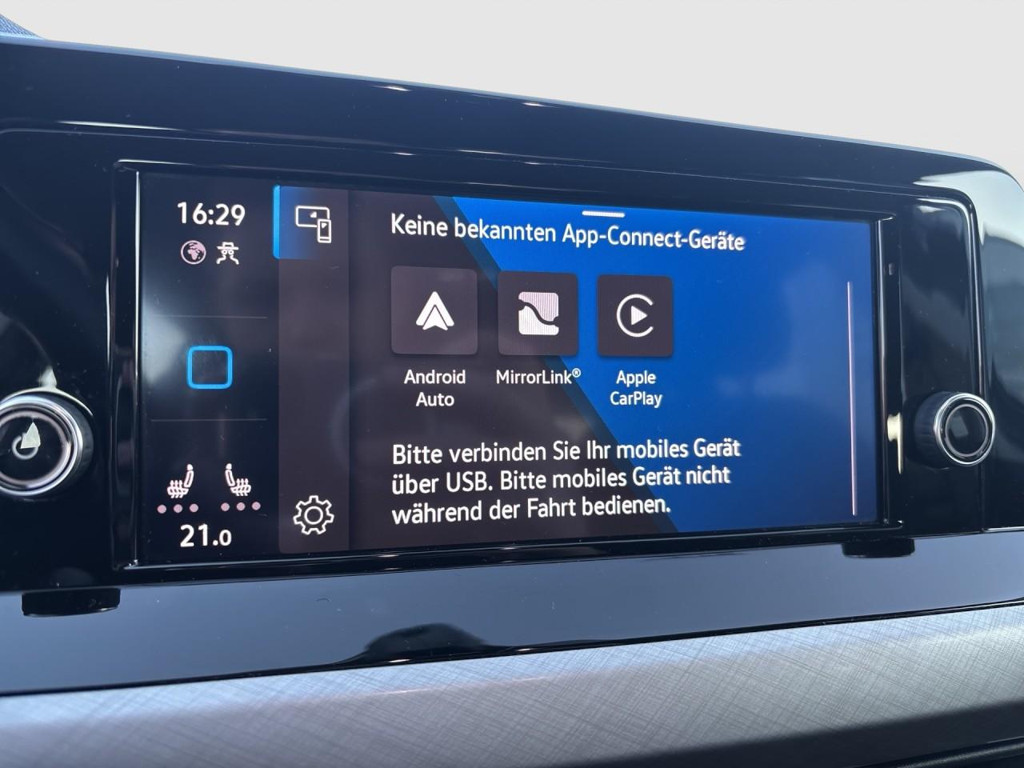 16:29
Keine bekannten App-Connect-Geräte
Android
Auto
MirrorLink®
Apple
CarPlay
Bitte verbinden Sie Ihr mobiles Gerät
über USB. Bitte mobiles Gerät nicht
während der Fahrt bedienen.
21.0